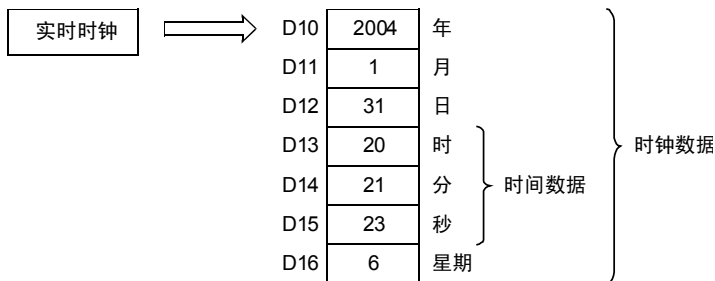 实时时钟
D10 2004 年
D11 1 月
D12 31 日
D13 20 时
D14 21 分
D15 23 秒
D16 6 星期
时间数据
时钟数据